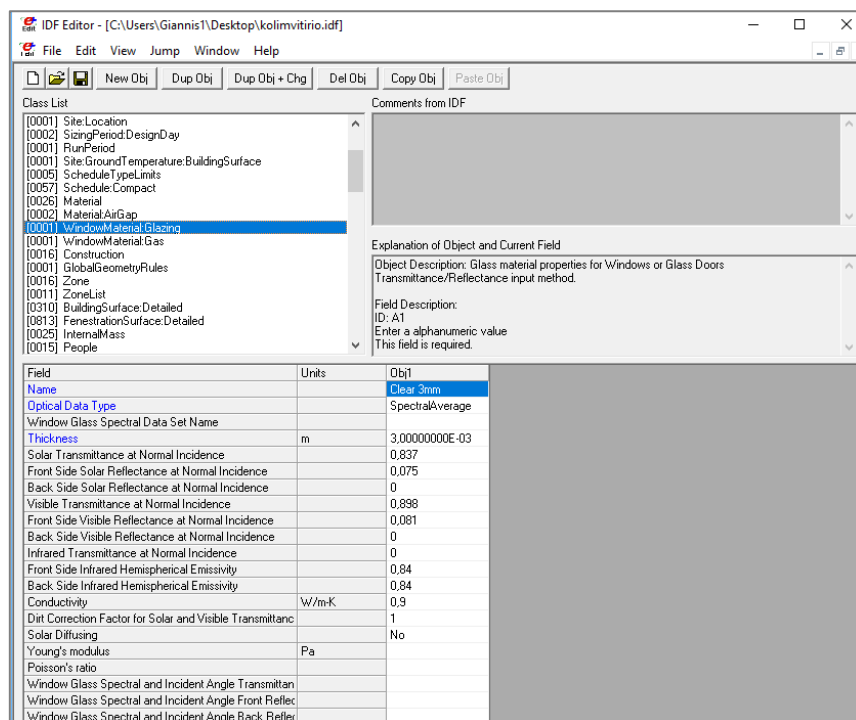 IDF Editor - [C:\Users\Giannis1\Desktop\kolimvitirio.idf]
File Edit View Jump Window Help
New Obj Dup Obj Dup Obj + Chg Del Obj Copy Obj Paste Obj
Class List
[0001] Site:Location
[0002] SizingPeriod:DesignDay
[0001] RunPeriod
[0001] Site:GroundTemperature:BuildingSurface
[0005] ScheduleTypeLimits
[0057] Schedule:Compact
[0026] Material
[0002] Material:AirGap
[0001] WindowMaterial:Glazing
[0001] WindowMaterial:Gas
[0016] Construction
[0001] GlobalGeometryRules
[0016] Zone
[0011] ZoneList
[0310] BuildingSurface:Detailed
[0813] FenestrationSurface:Detailed
[0025] InternalMass
[0015] People
Comments from IDF
Explanation of Object and Current Field
Object Description: Glass material properties for Windows or Glass Doors
Transmittance/Reflectance input method.
Field Description:
ID: A1
Enter a alphanumeric value
This field is required.
Field Units Obj1
Name Clear 3mm
Optical Data Type SpectralAverage
Window Glass Spectral Data Set Name
Thickness m 3,00000000E-03
Solar Transmittance at Normal Incidence 0,837
Front Side Solar Reflectance at Normal Incidence 0,075
Back Side Solar Reflectance at Normal Incidence 0
Visible Transmittance at Normal Incidence 0,898
Front Side Visible Reflectance at Normal Incidence 0,081
Back Side Visible Reflectance at Normal Incidence 0
Infrared Transmittance at Normal Incidence 0
Front Side Infrared Hemispherical Emissivity 0,84
Back Side Infrared Hemispherical Emissivity 0,84
Conductivity W/m-K 0,9
Dirt Correction Factor for Solar and Visible Transmittanc 1
Solar Diffusing No
Young's modulus Pa
Poisson's ratio
Window Glass Spectral and Incident Angle Transmittan
Window Glass Spectral and Incident Angle Front Reflec
Window Glass Spectral and Incident Angle Back Reflec